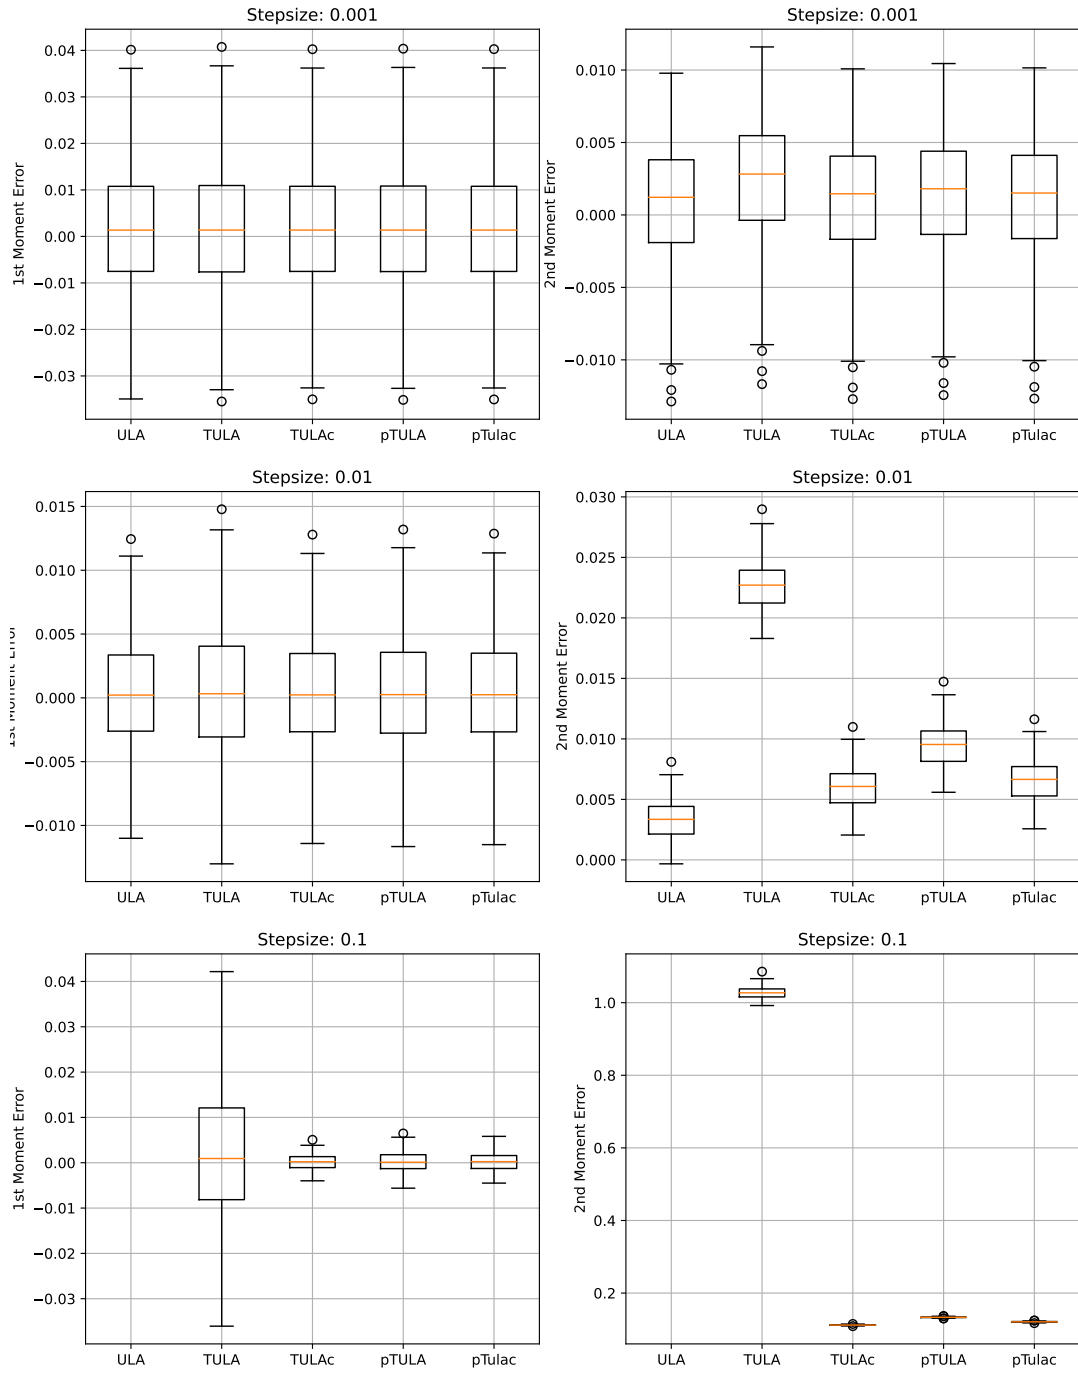 Stepsize: 0.001
1st Moment Error
0.04
0.03
0.02
0.01
0.00
−0.01
−0.02
−0.03
ULA TULA TULAc pTULA pTulac
Stepsize: 0.001
2nd Moment Error
0.010
0.005
0.000
−0.005
−0.010
ULA TULA TULAc pTULA pTulac
Stepsize: 0.01
1st Moment Error
0.015
0.010
0.005
0.000
−0.005
−0.010
ULA TULA TULAc pTULA pTulac
Stepsize: 0.01
2nd Moment Error
0.030
0.025
0.020
0.015
0.010
0.005
0.000
ULA TULA TULAc pTULA pTulac
Stepsize: 0.1
1st Moment Error
0.04
0.03
0.02
0.01
0.00
−0.01
−0.02
−0.03
ULA TULA TULAc pTULA pTulac
Stepsize: 0.1
2nd Moment Error
1.0
0.8
0.6
0.4
0.2
ULA TULA TULAc pTULA pTulac